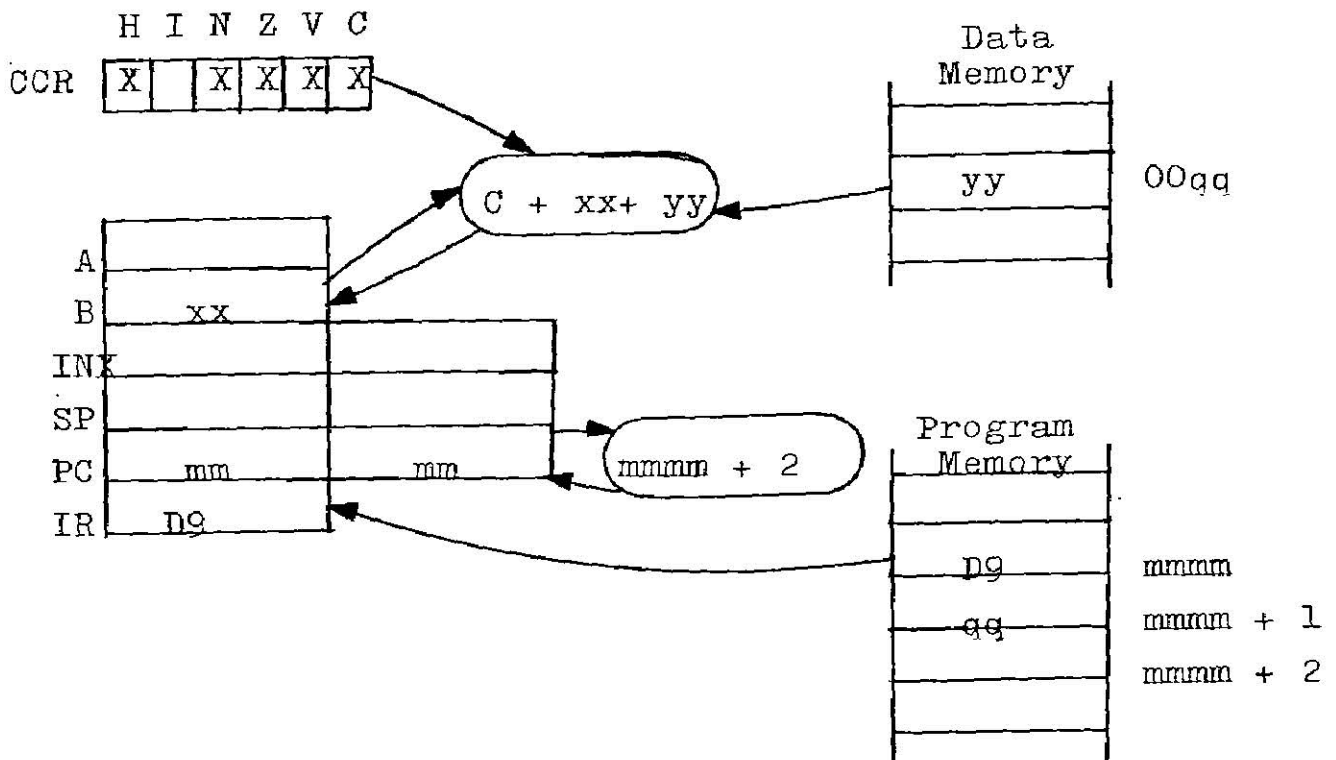 H I N Z V C
CCR X X X X X
Data
Memory
C + xx+ yy
yy 00qq
A
B xx
INX
SP
PC mm mm
mmmm + 2
IR D9
Program
Memory
D9 mmmm
qq mmmm + 1
mmmm + 2